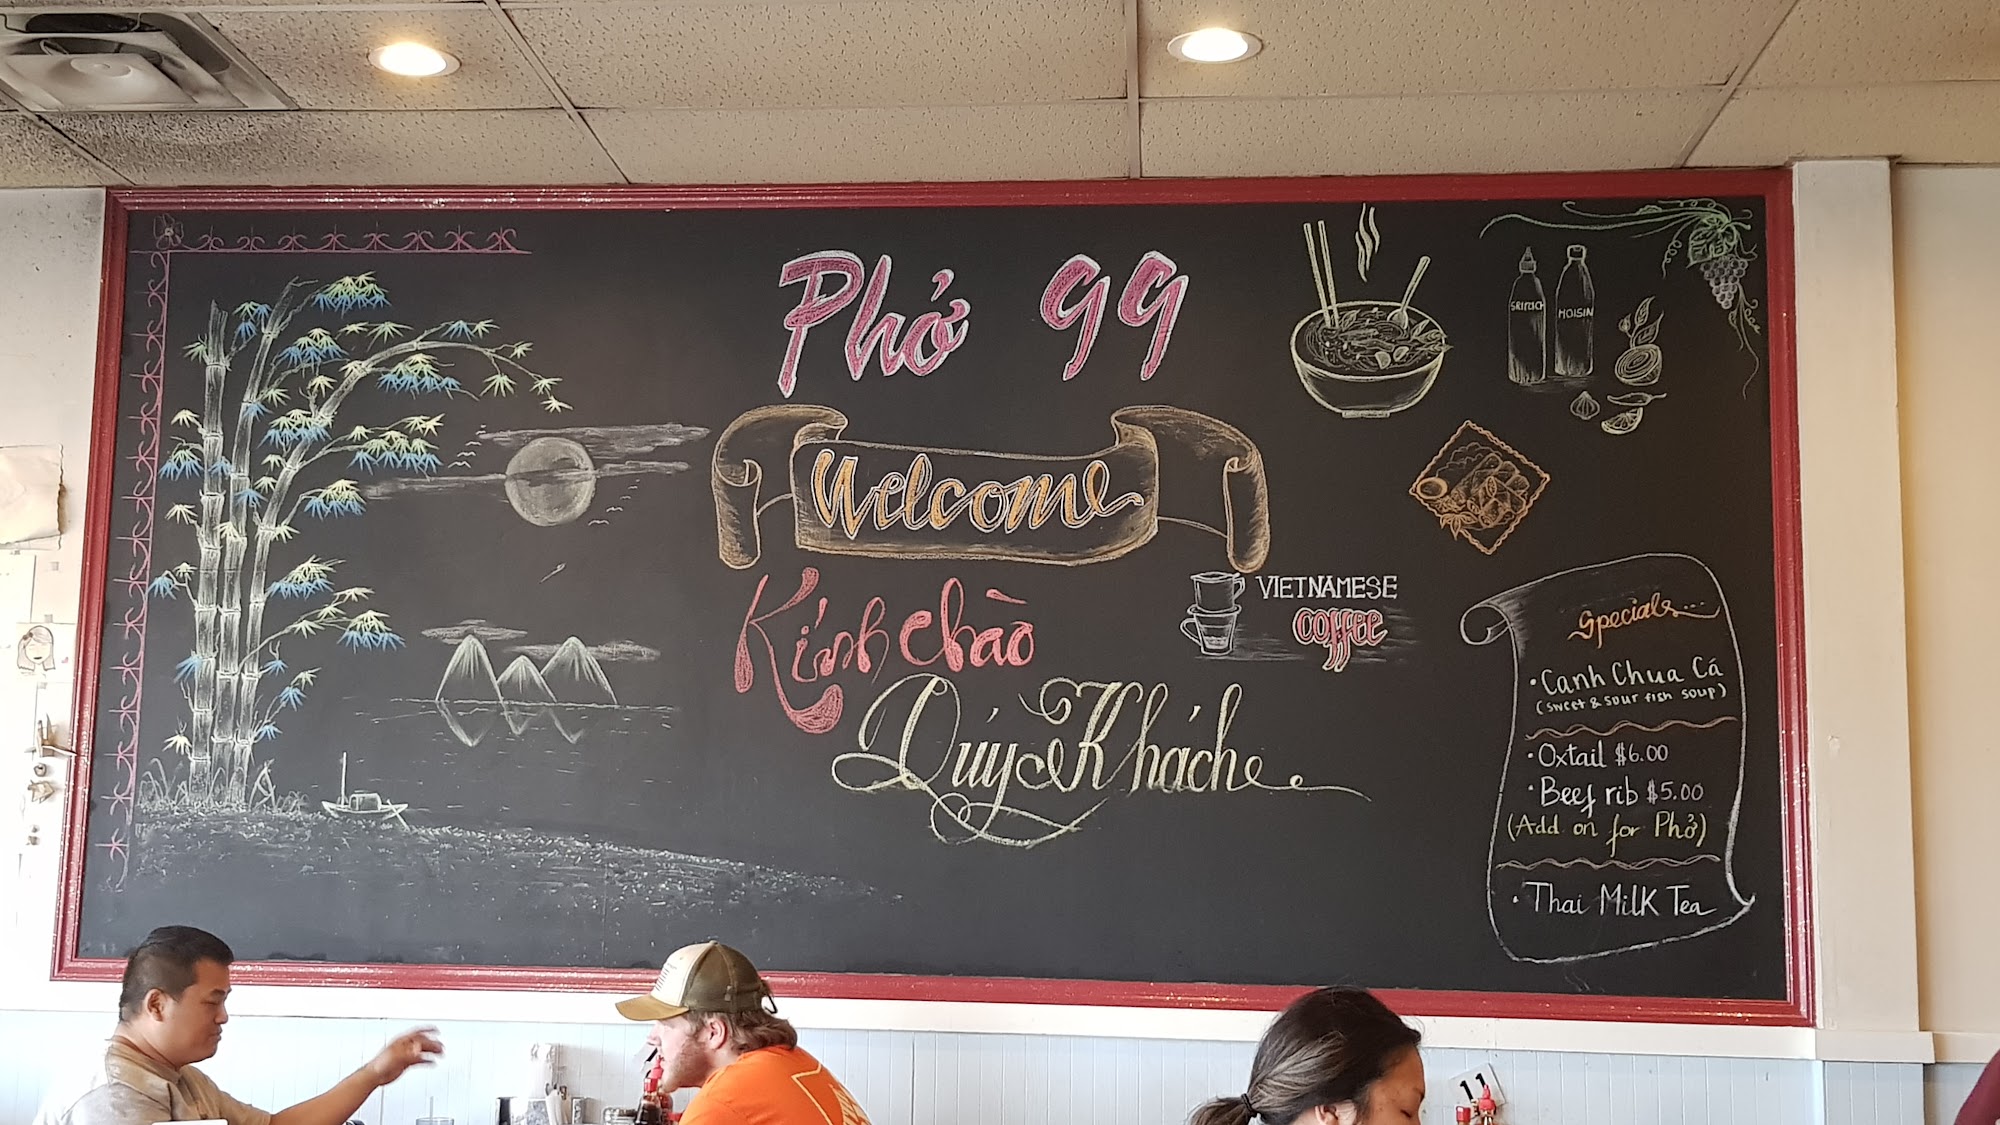 Phở 99
Welcome
Kính chào
Quý Khách
VIETNAMESE
COFFEE
HOISIN
Specials...
• Canh Chua Cá
(sweet & sour fish soup)
• Oxtail $6.00
• Beef rib $5.00
(Add on for Phở)
• Thai Milk Tea
11